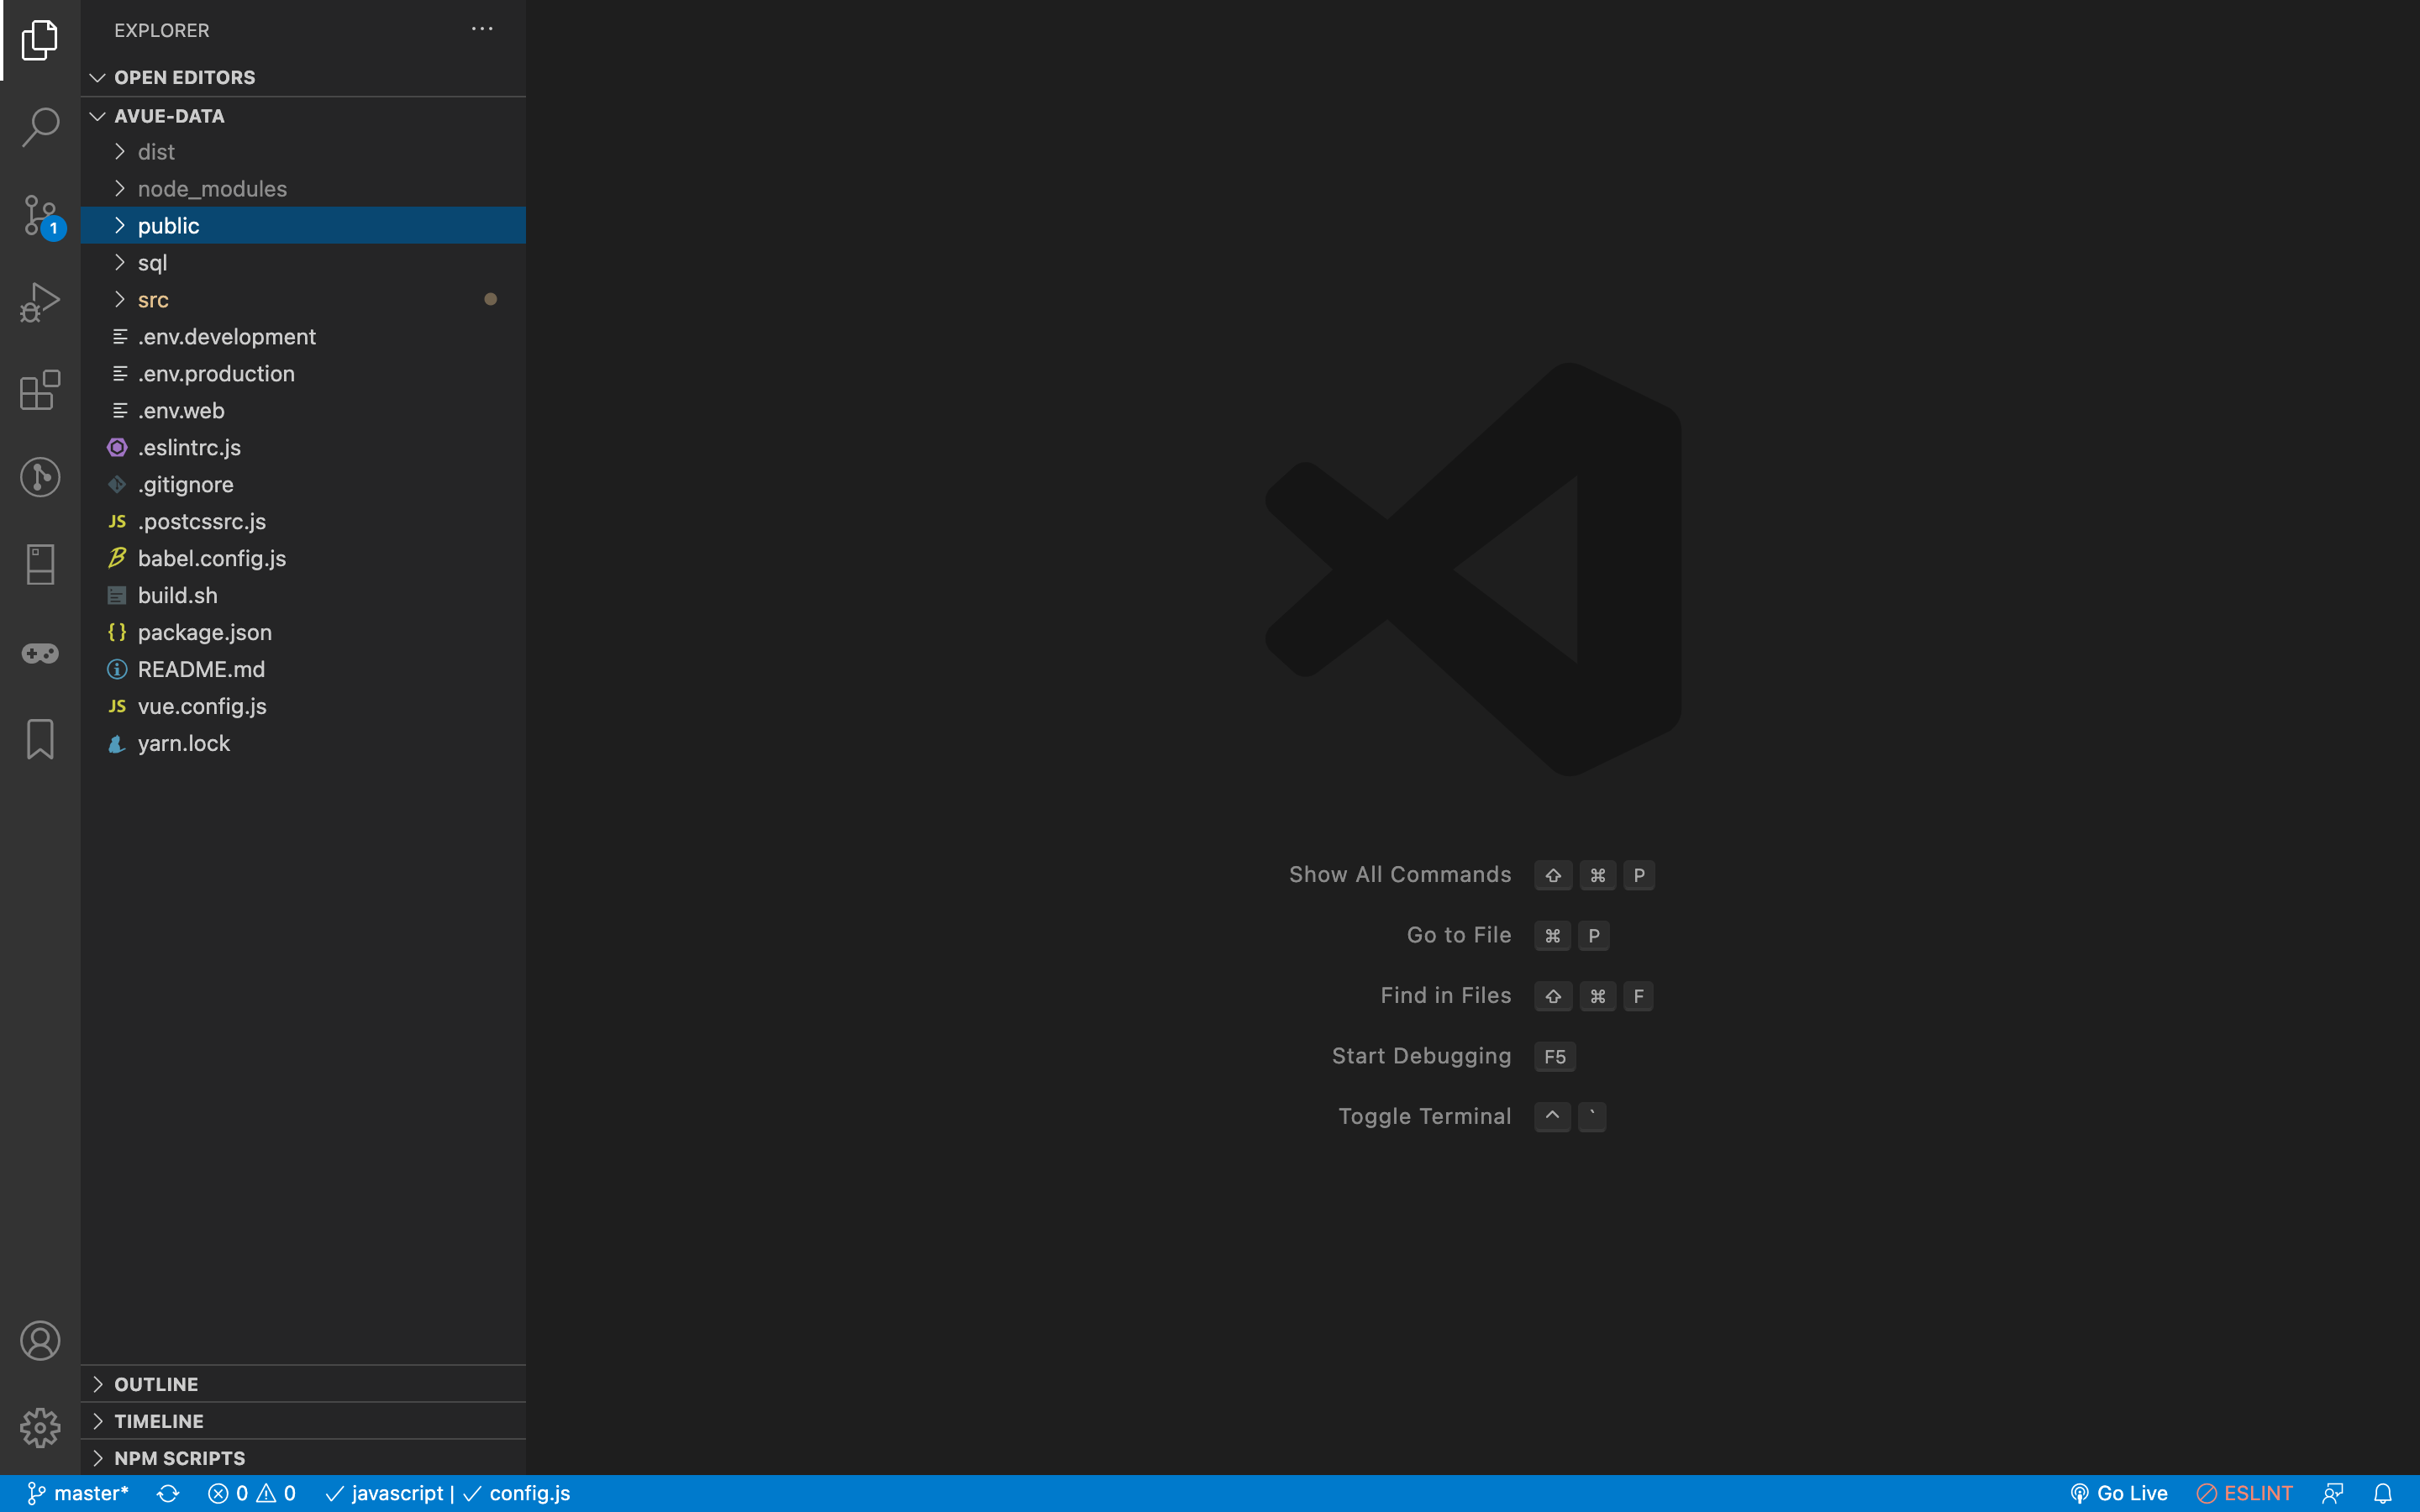 EXPLORER
OPEN EDITORS
AVUE-DATA
dist
node_modules
public
1
sql
src
.env.development
.env.production
.env.web
.eslintrc.js
.gitignore
JS .postcssrc.js
babel.config.js
build.sh
{} package.json
README.md
JS vue.config.js
yarn.lock
Show All Commands ⇧ ⌘ P
Go to File ⌘ P
Find in Files ⇧ ⌘ F
Start Debugging F5
Toggle Terminal ^ `
OUTLINE
TIMELINE
NPM SCRIPTS
master* 0 0 javascript | config.js Go Live ESLINT